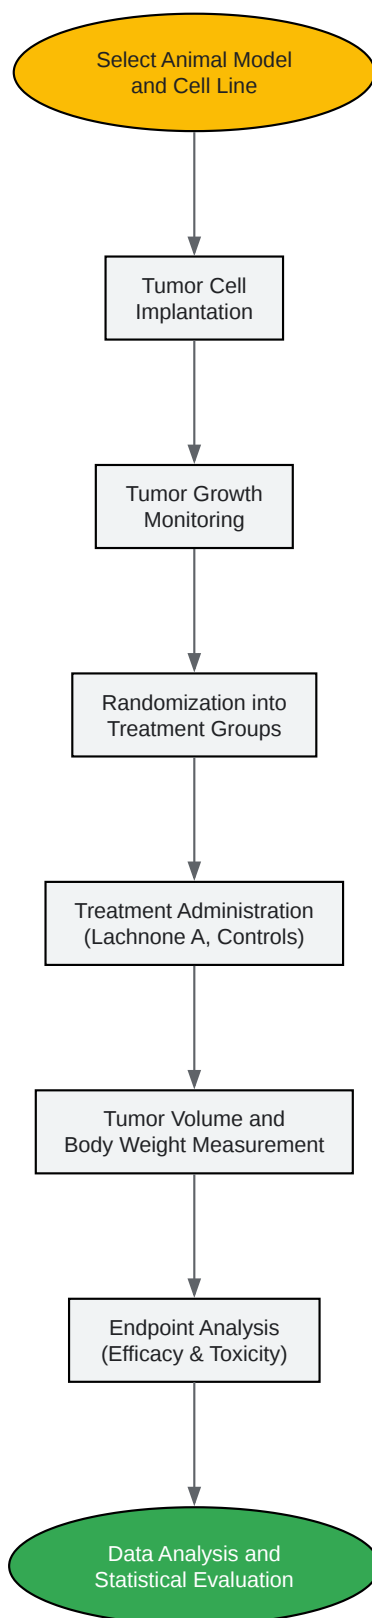 Select Animal Model
and Cell Line
Tumor Cell
Implantation
Tumor Growth
Monitoring
Randomization into
Treatment Groups
Treatment Administration
(Lachnone A, Controls)
Tumor Volume and
Body Weight Measurement
Endpoint Analysis
(Efficacy & Toxicity)
Data Analysis and
Statistical Evaluation